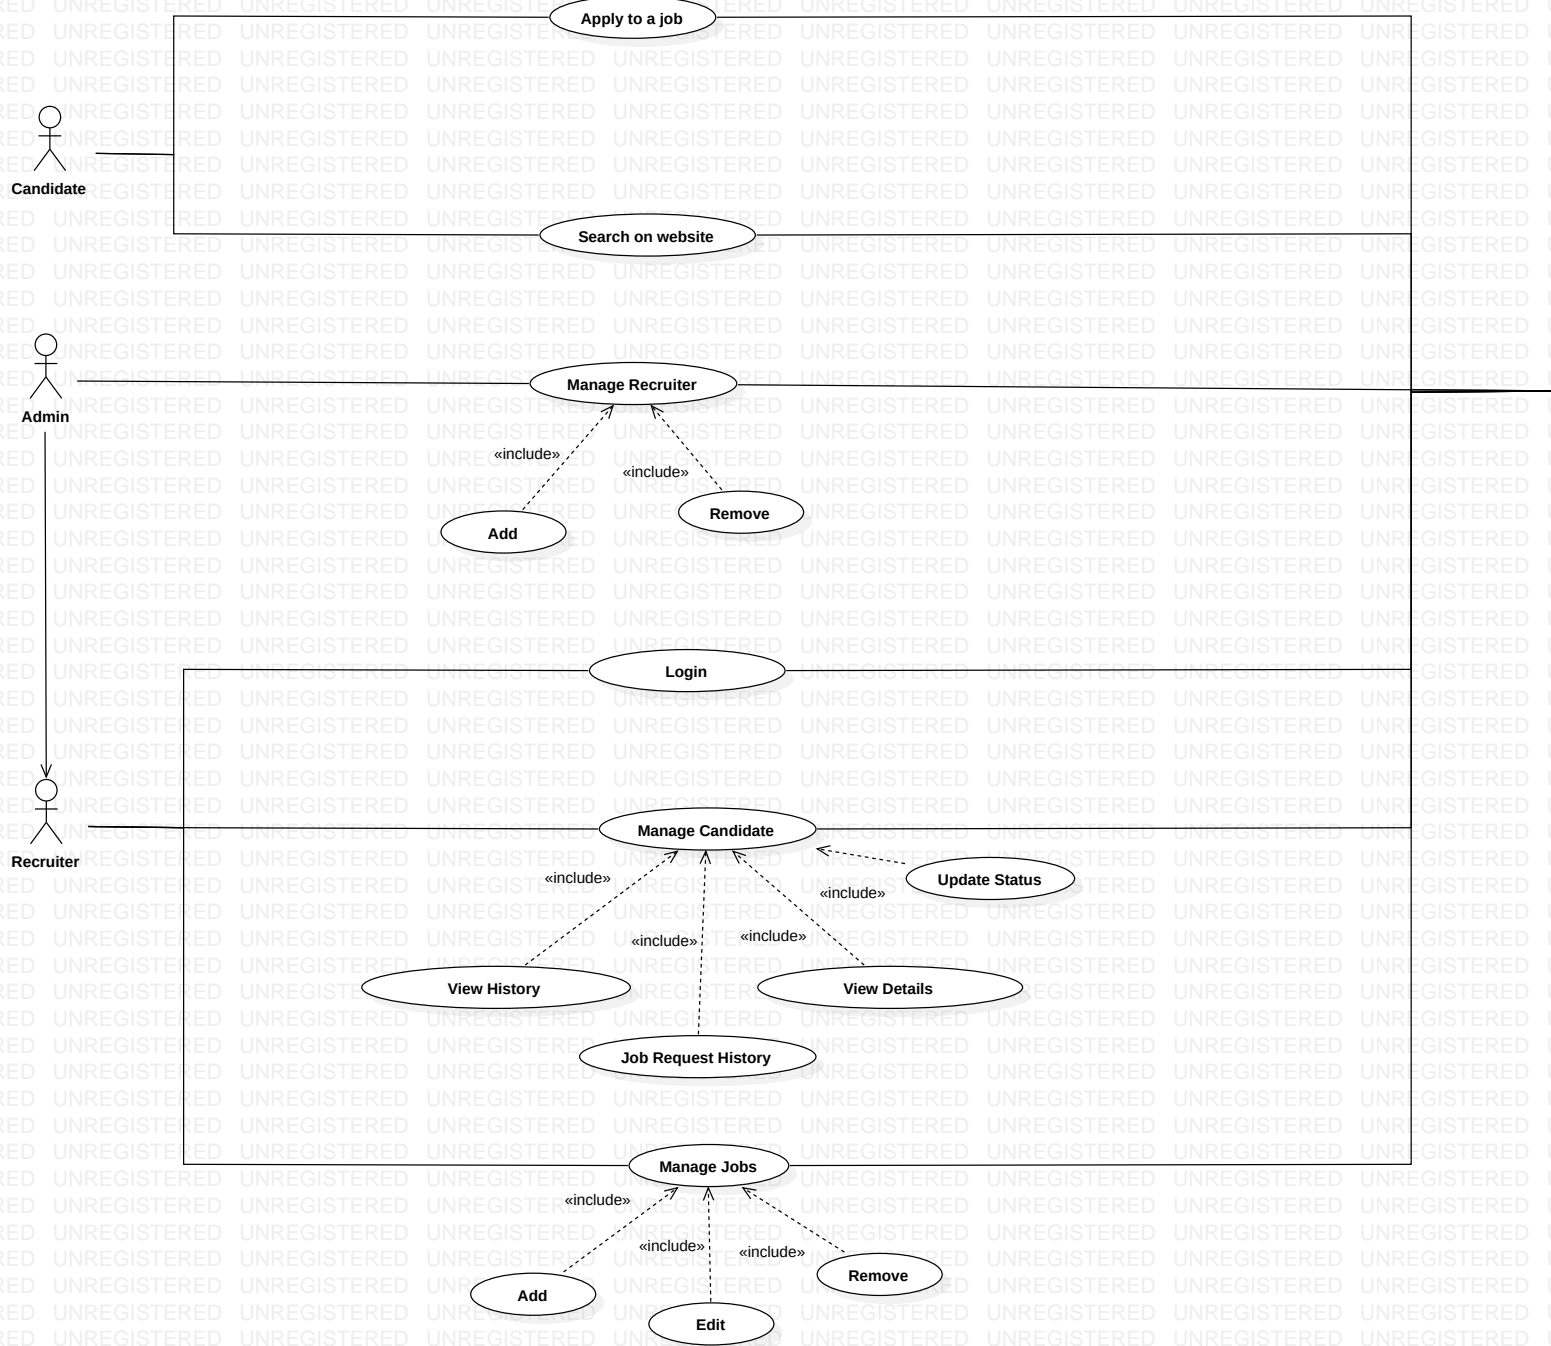 Apply to a job
Candidate
Search on website
Manage Recruiter
Admin
«include»
«include»
Remove
Add
Login
Manage Candidate
Recruiter
«include»
Update Status
«include»
«include»
«include»
View History
View Details
Job Request History
Manage Jobs
«include»
«include»
«include»
Remove
Add
Edit
UNREGISTERED